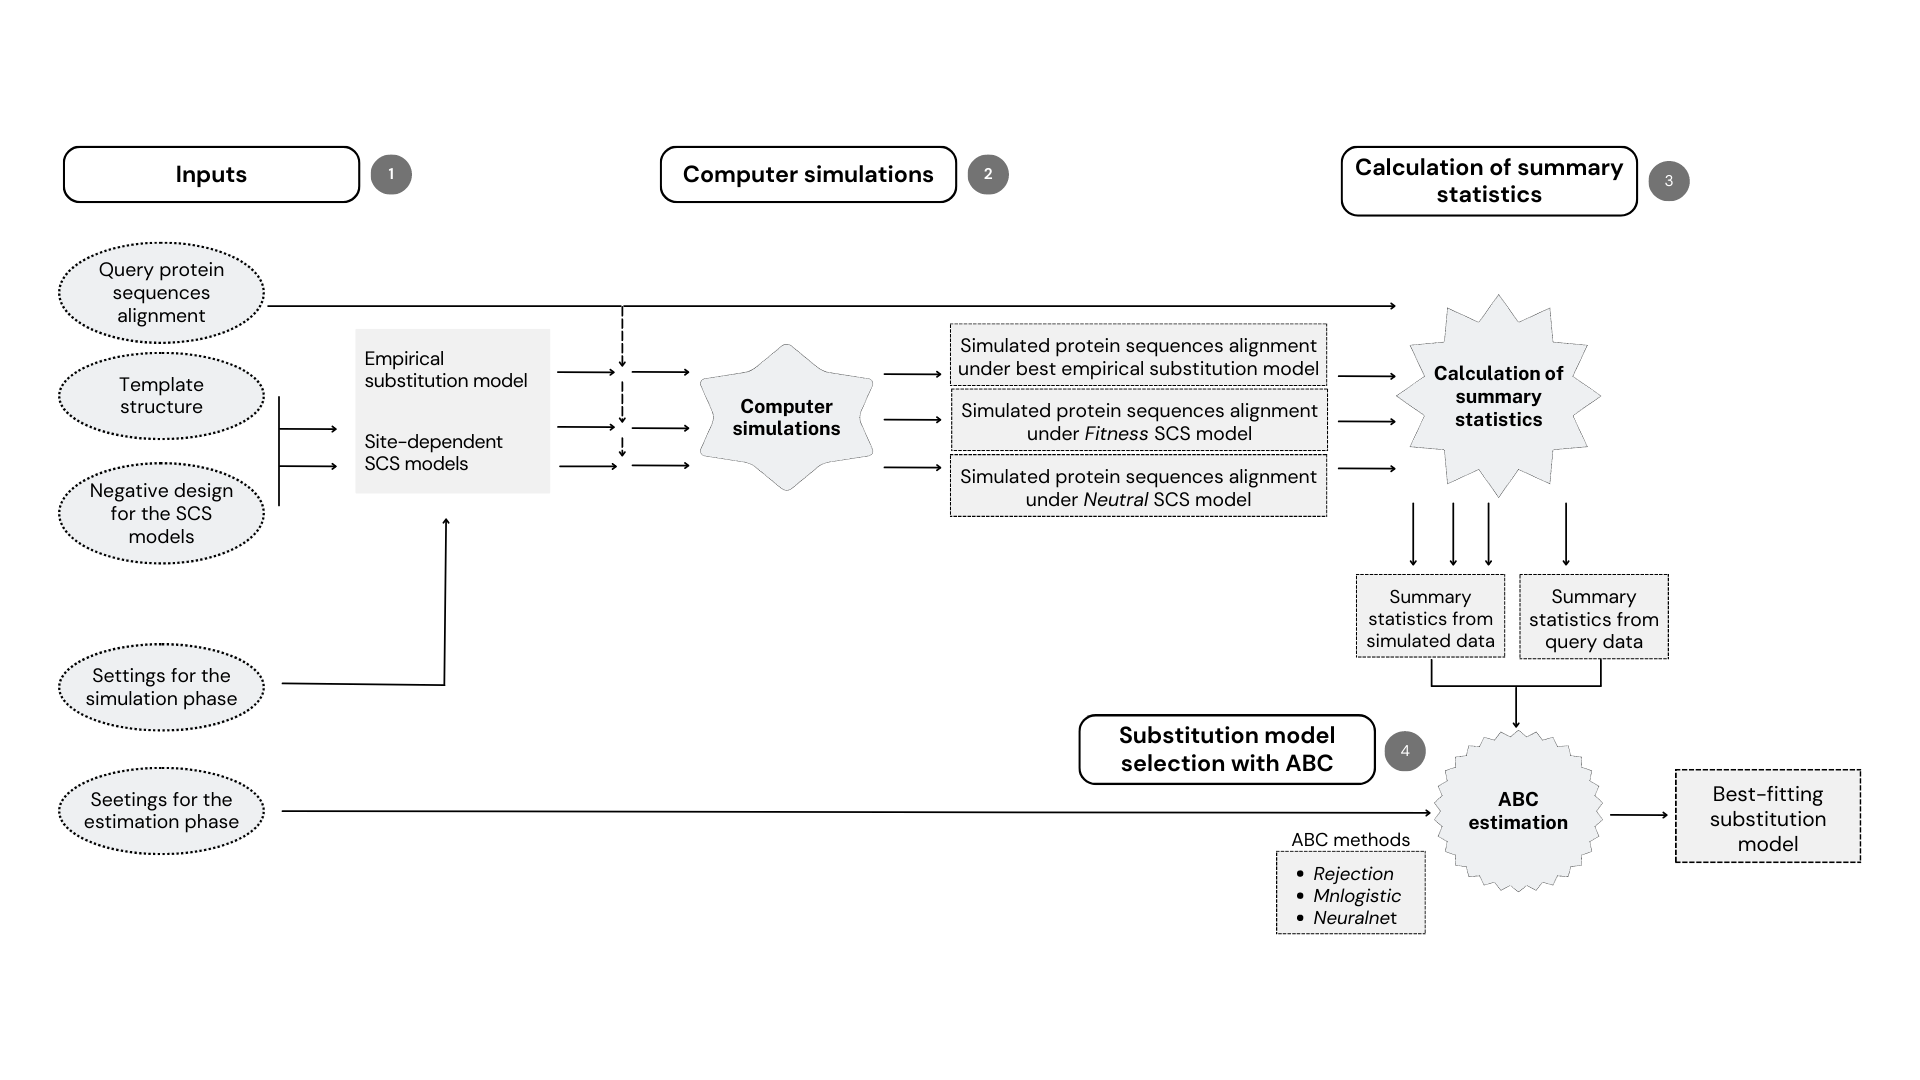 Inputs
1
Computer simulations
2
Calculation of summary
statistics
3
Query protein
sequences
alignment
Template
structure
Negative design
for the SCS
models
Settings for the
simulation phase
Seetings for the
estimation phase
Empirical
substitution model
Site-dependent
SCS models
Computer
simulations
Simulated protein sequences alignment
under best empirical substitution model
Simulated protein sequences alignment
under Fitness SCS model
Simulated protein sequences alignment
under Neutral SCS model
Calculation of
summary
statistics
Summary
statistics from
simulated data
Summary
statistics from
query data
Substitution model
selection with ABC
4
ABC
estimation
ABC methods
• Rejection
• Mnlogistic
• Neuralnet
Best-fitting
substitution
model